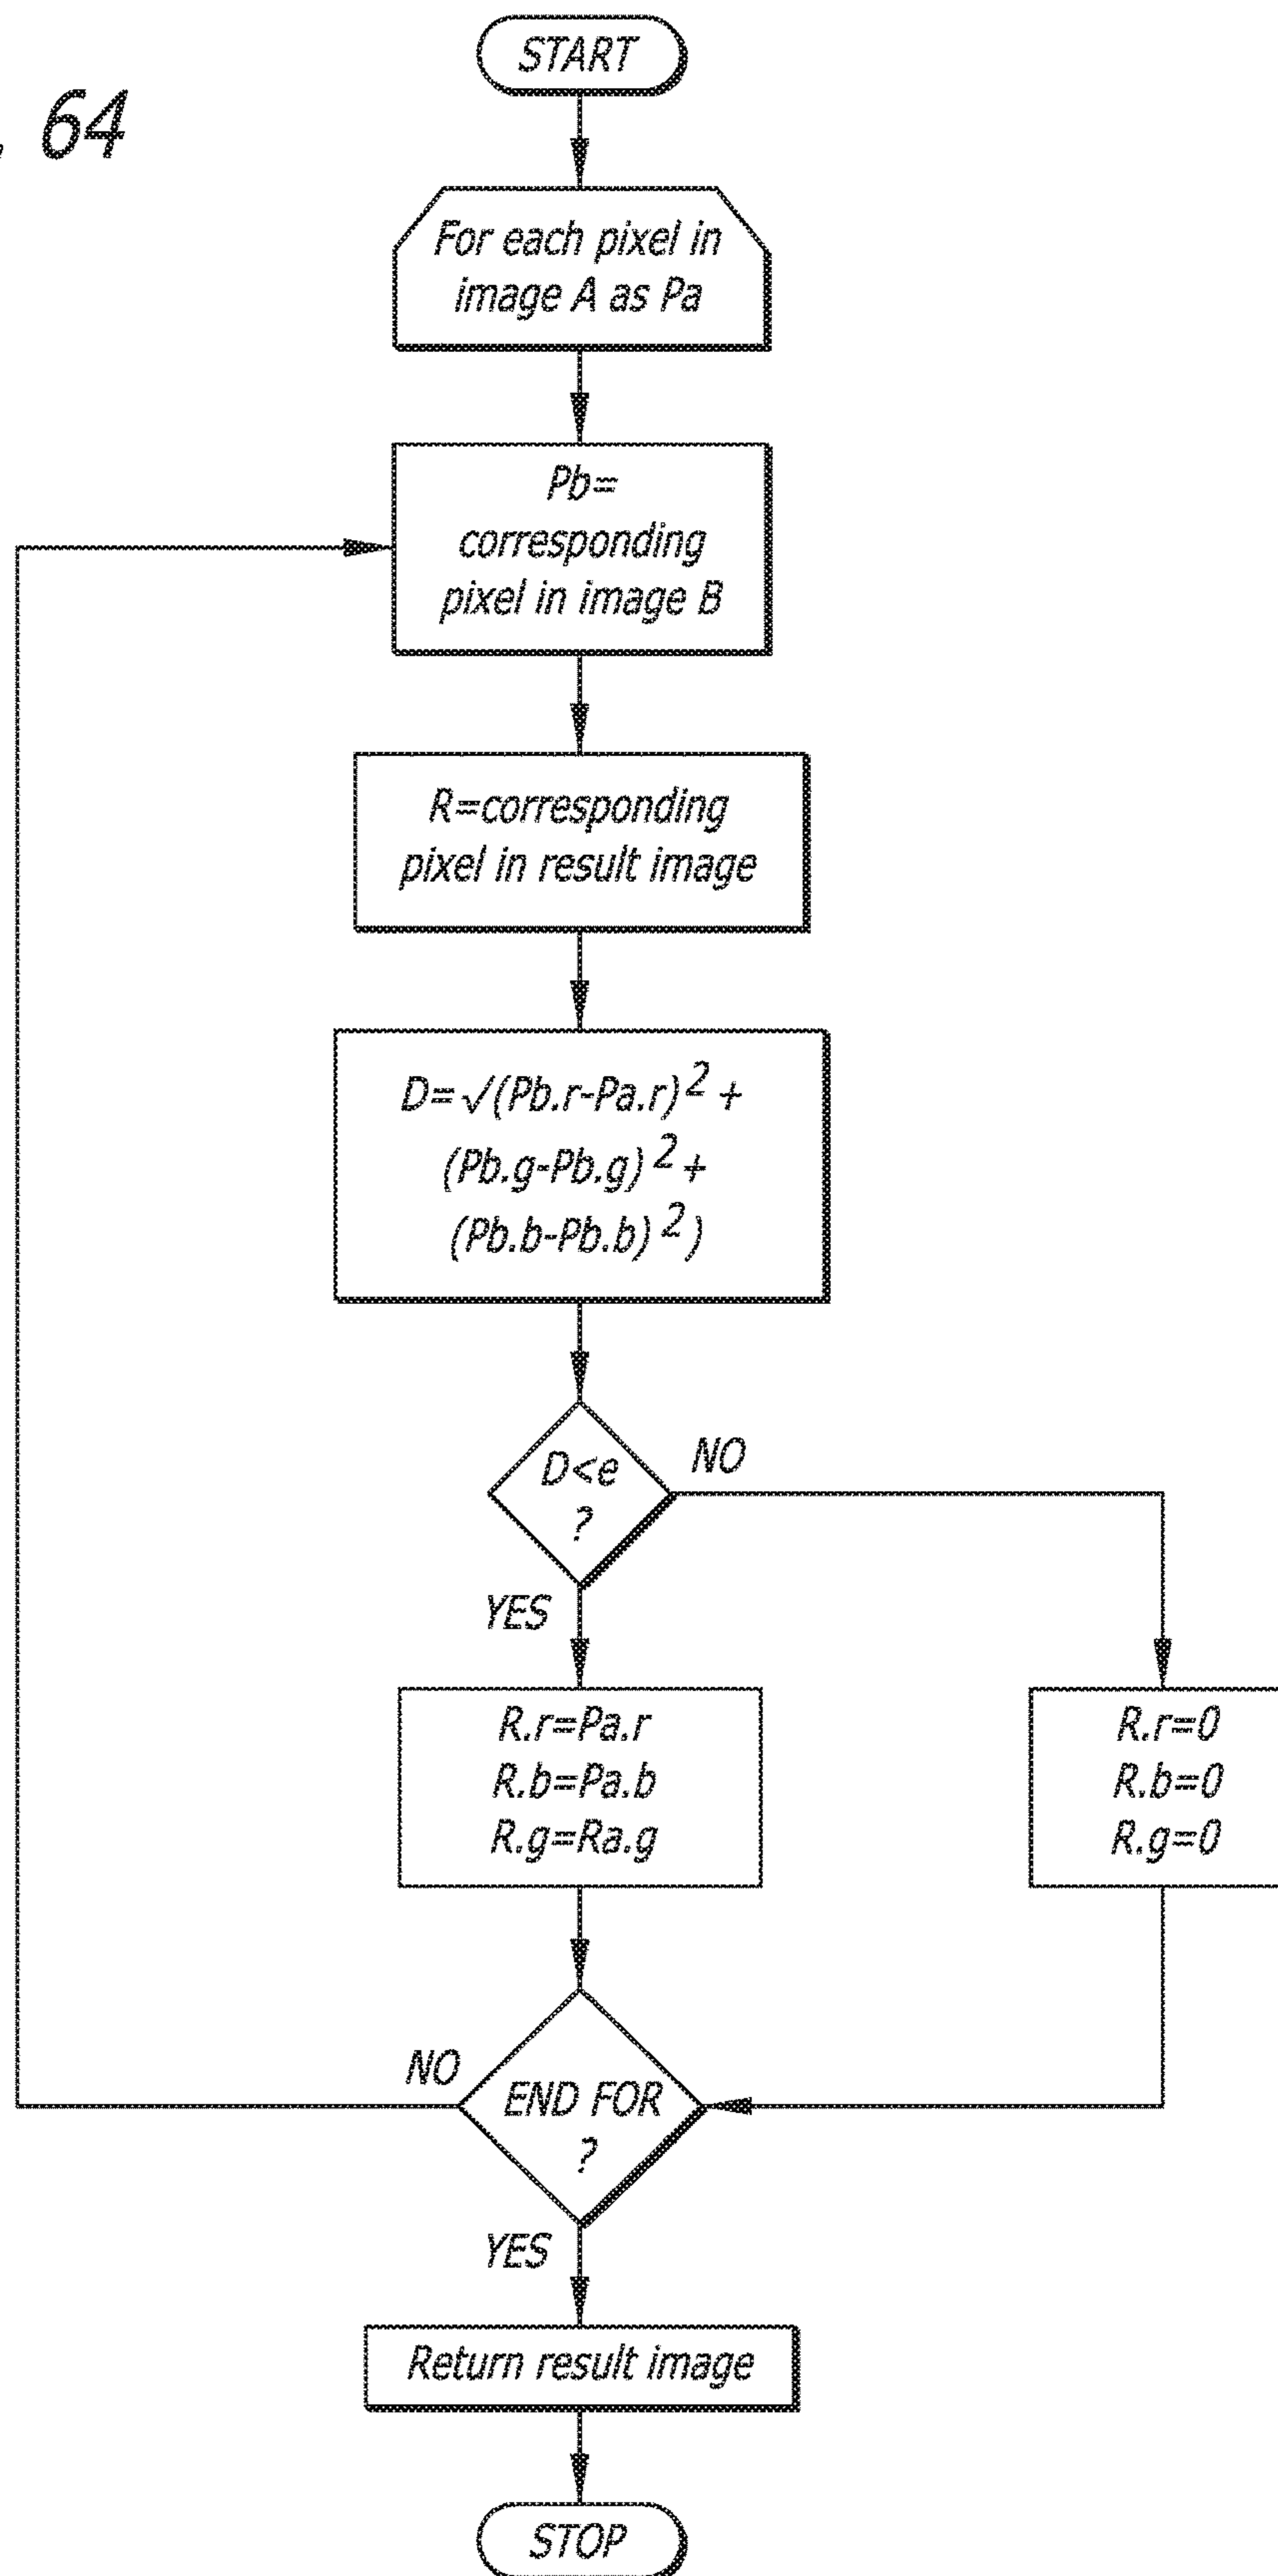 . 64
START
For each pixel in
image A as Pa
Pb=
corresponding
pixel in image B
R=corresponding
pixel in result image
D=√(Pb.r-Pa.r)²+
(Pb.g-Pb.g)²+
(Pb.b-Pb.b)²)
D<e
?
NO
YES
R.r=Pa.r
R.b=Pa.b
R.g=Ra.g
R.r=0
R.b=0
R.g=0
NO
END FOR
?
YES
Return result image
STOP